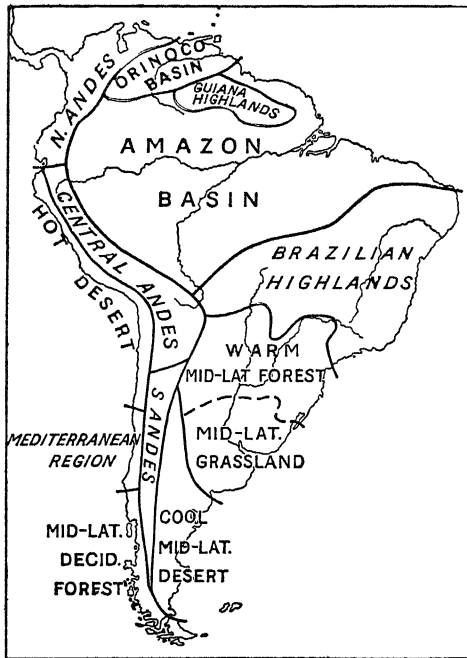 N. ANDES
ORINOCO
BASIN
GUIANA
HIGHLANDS
AMAZON
BASIN
CENTRAL ANDES
HOT
DESERT
BRAZILIAN
HIGHLANDS
WARM
MID-LAT FOREST
S ANDES
MEDITERRANEAN
REGION
MID-LAT.
GRASSLAND
COOL
MID-LAT.
DESERT
MID-LAT.
DECID.
FOREST